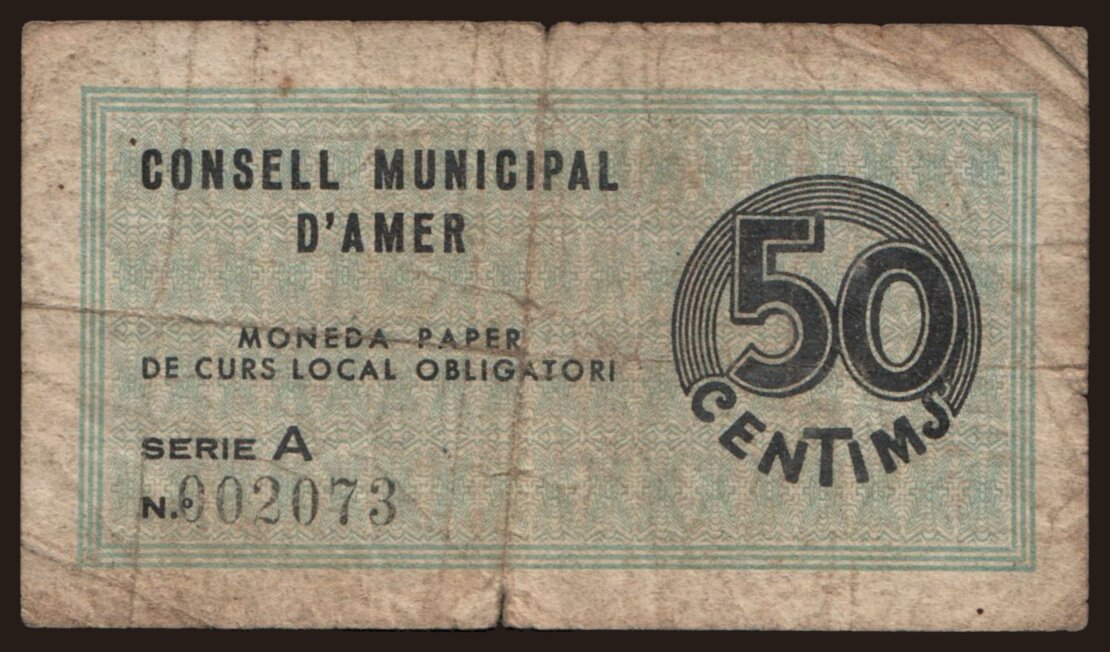 CONSELL MUNICIPAL
D'AMER
MONEDA PAPER
DE CURS LOCAL OBLIGATORI
SERIE A
N.º 002073
50
CENTIMS